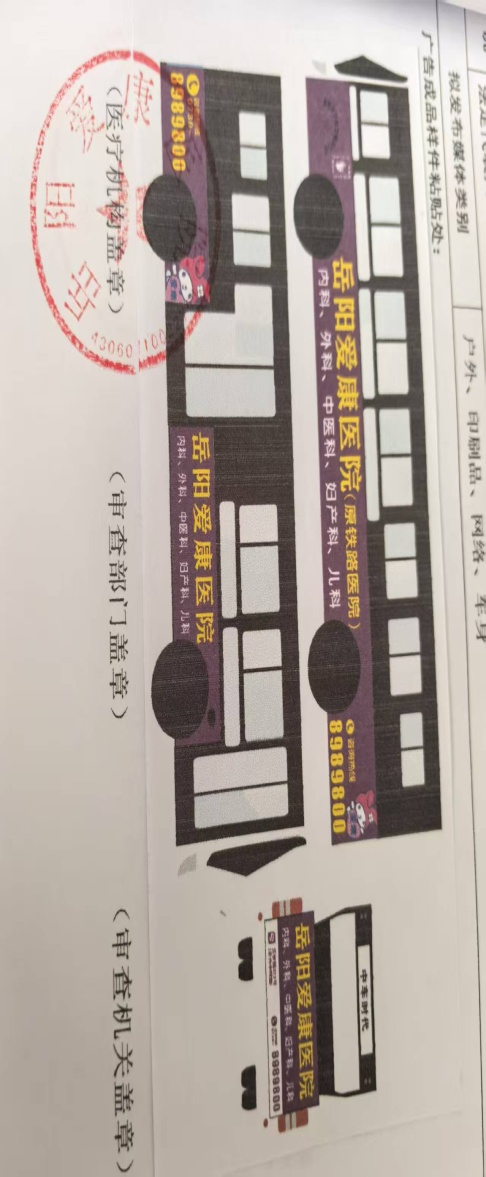 拟发布媒体类别
户外、印刷品、网络、车身
广告成品样件粘贴处:
岳阳爱康医院(原铁路医院)
内科、外科、中医科、妇产科、儿科
咨询热线
8989800
8989800
岳阳爱康医院
内科、外科、中医科、妇产科、儿科
中车时代
岳阳爱康医院
内科、外科、中医科、妇产科、儿科
8989800
(医疗机构盖章)
(审查部门盖章)
(审查机关盖章)